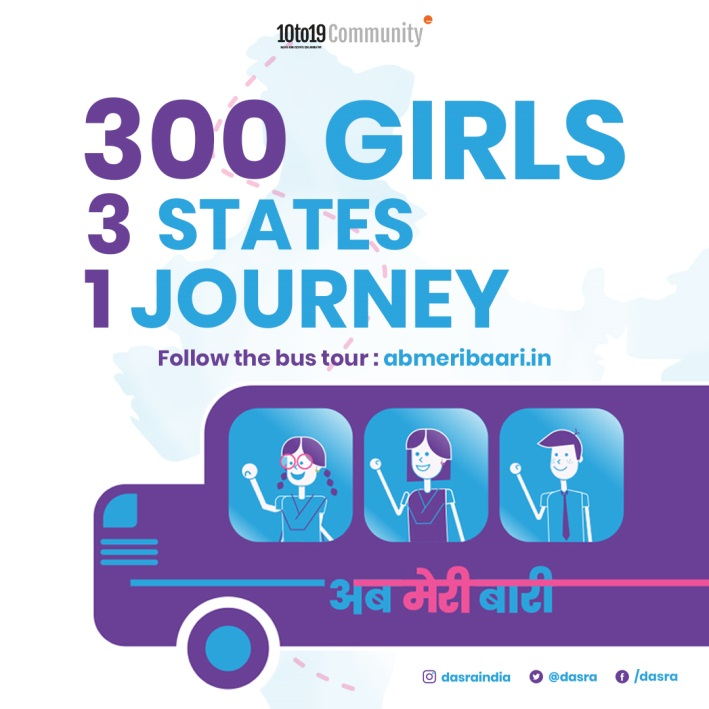 10to19 Community
300 GIRLS
3 STATES
1 JOURNEY
Follow the bus tour : abmeribaari.in
अब मेरी बारी
dasraindia @dasra /dasra